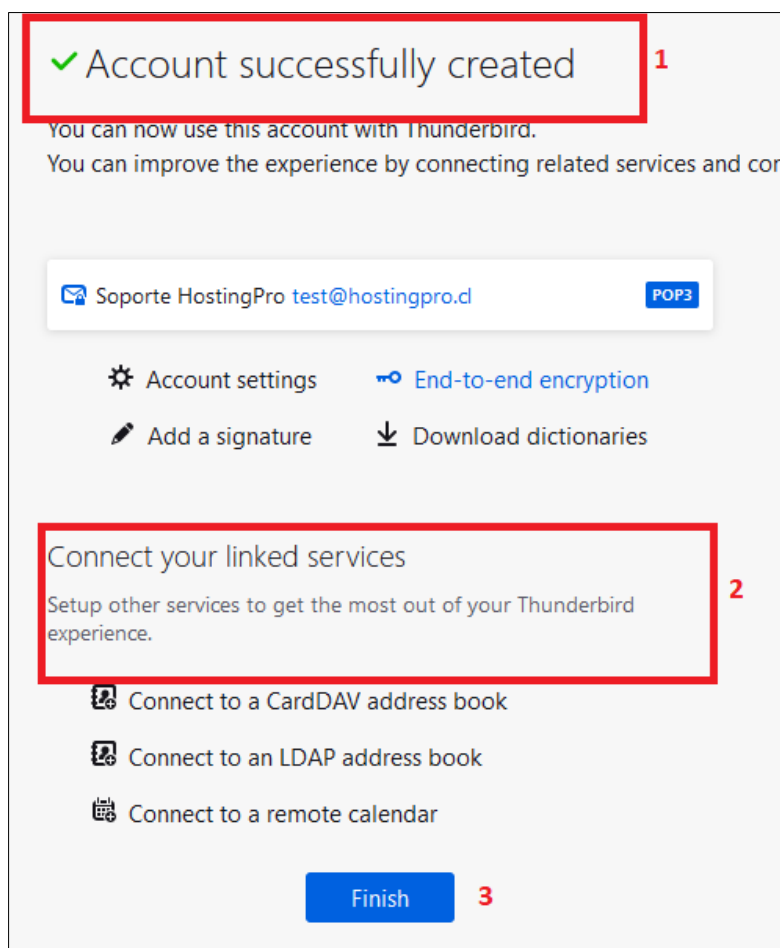 Account successfully created 1
You can now use this account with Thunderbird.
You can improve the experience by connecting related services and con
Soporte HostingPro test@hostingpro.cl POP3
Account settings End-to-end encryption
Add a signature Download dictionaries
Connect your linked services
Setup other services to get the most out of your Thunderbird 2
experience.
Connect to a CardDAV address book
Connect to an LDAP address book
Connect to a remote calendar
Finish 3